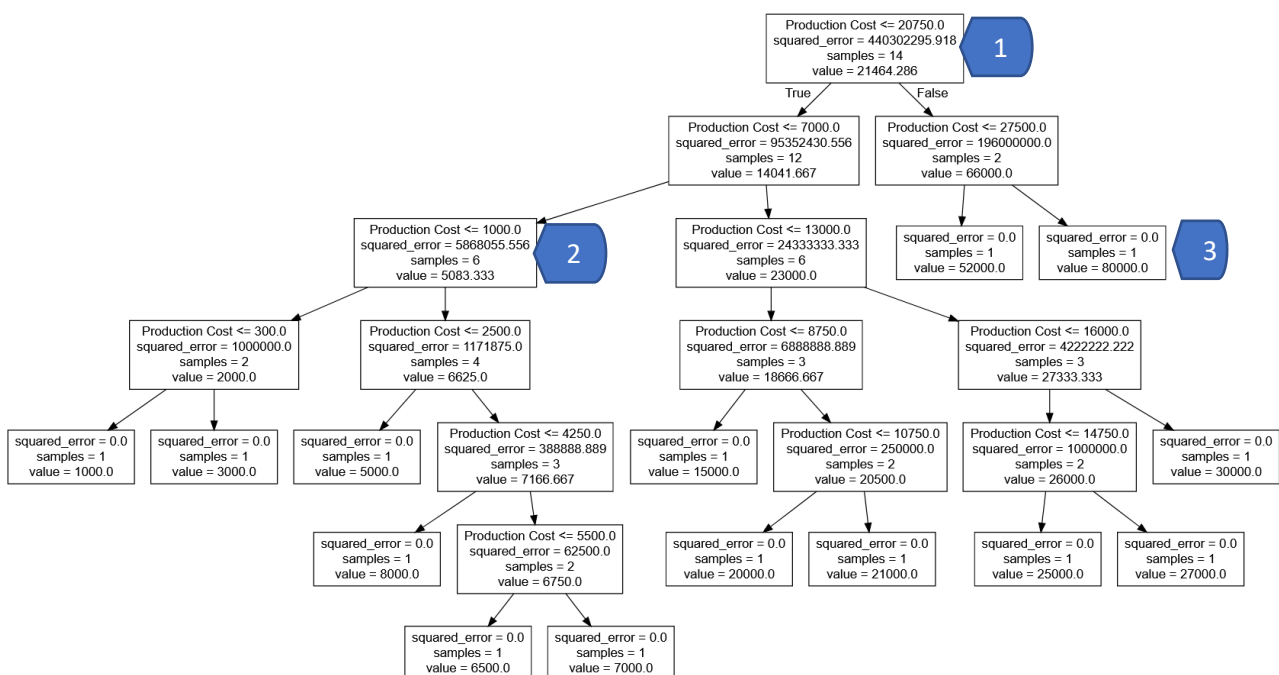 Production Cost <= 20750.0
squared_error = 440302295.918
samples = 14
value = 21464.286
1
True
False
Production Cost <= 7000.0
squared_error = 95352430.556
samples = 12
value = 14041.667
Production Cost <= 27500.0
squared_error = 196000000.0
samples = 2
value = 66000.0
Production Cost <= 1000.0
squared_error = 5868055.556
samples = 6
value = 5083.333
2
Production Cost <= 13000.0
squared_error = 24333333.333
samples = 6
value = 23000.0
squared_error = 0.0
samples = 1
value = 52000.0
squared_error = 0.0
samples = 1
value = 80000.0
3
Production Cost <= 300.0
squared_error = 1000000.0
samples = 2
value = 2000.0
Production Cost <= 2500.0
squared_error = 1171875.0
samples = 4
value = 6625.0
Production Cost <= 8750.0
squared_error = 6888888.889
samples = 3
value = 18666.667
Production Cost <= 16000.0
squared_error = 4222222.222
samples = 3
value = 27333.333
squared_error = 0.0
samples = 1
value = 1000.0
squared_error = 0.0
samples = 1
value = 3000.0
squared_error = 0.0
samples = 1
value = 5000.0
Production Cost <= 4250.0
squared_error = 388888.889
samples = 3
value = 7166.667
squared_error = 0.0
samples = 1
value = 15000.0
Production Cost <= 10750.0
squared_error = 250000.0
samples = 2
value = 20500.0
Production Cost <= 14750.0
squared_error = 1000000.0
samples = 2
value = 26000.0
squared_error = 0.0
samples = 1
value = 30000.0
squared_error = 0.0
samples = 1
value = 8000.0
Production Cost <= 5500.0
squared_error = 62500.0
samples = 2
value = 6750.0
squared_error = 0.0
samples = 1
value = 20000.0
squared_error = 0.0
samples = 1
value = 21000.0
squared_error = 0.0
samples = 1
value = 25000.0
squared_error = 0.0
samples = 1
value = 27000.0
squared_error = 0.0
samples = 1
value = 6500.0
squared_error = 0.0
samples = 1
value = 7000.0